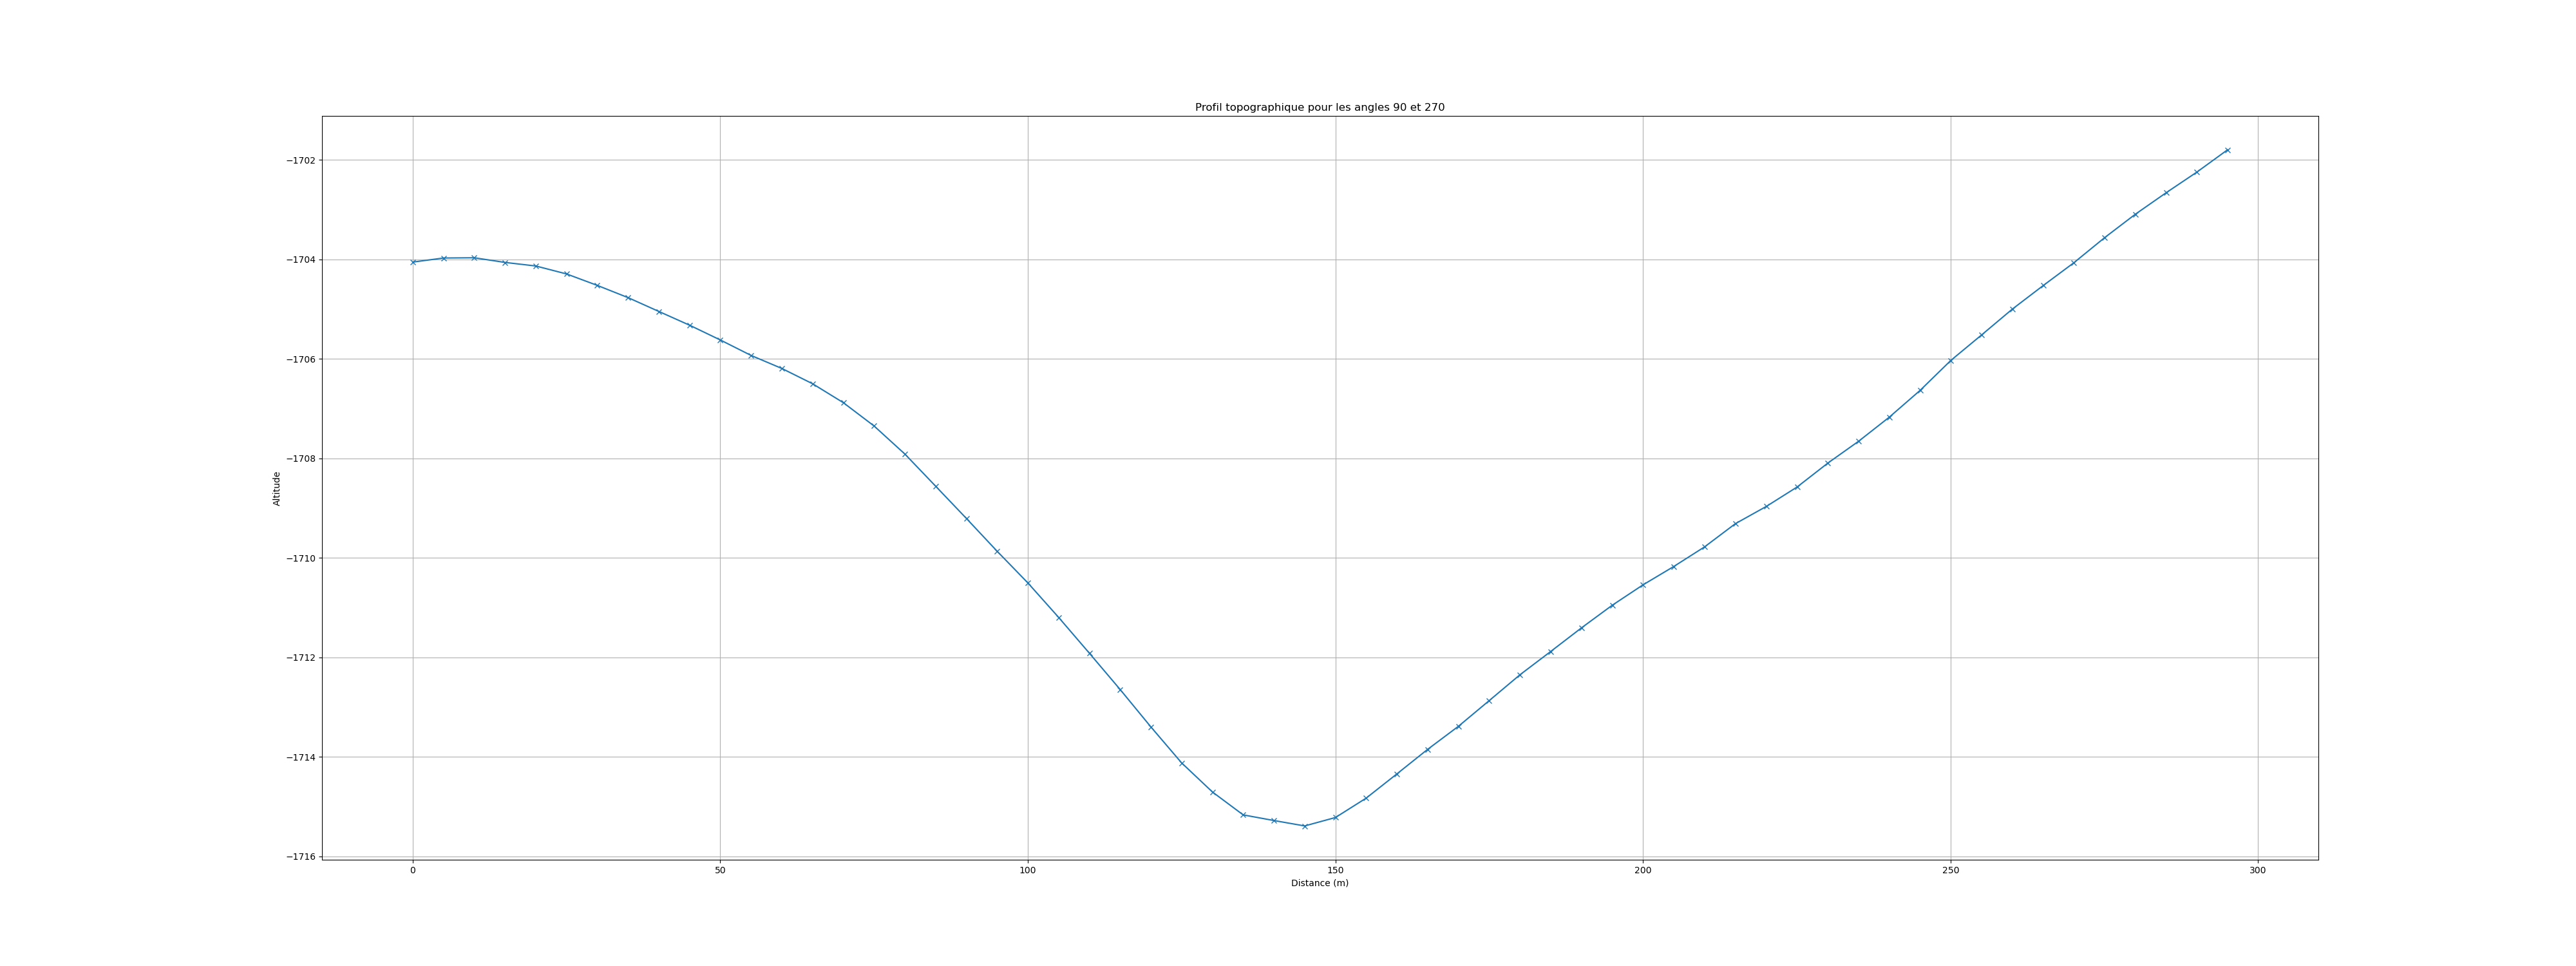 Profil topographique pour les angles 90 et 270
−1702
−1704
−1706
−1708
−1710
−1712
−1714
−1716
Altitude
0 50 100 150 200 250 300
Distance (m)